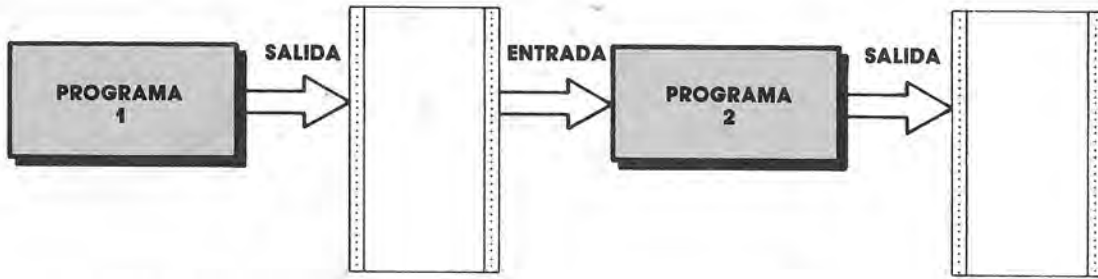 PROGRAMA
1
SALIDA
ENTRADA
PROGRAMA
2
SALIDA